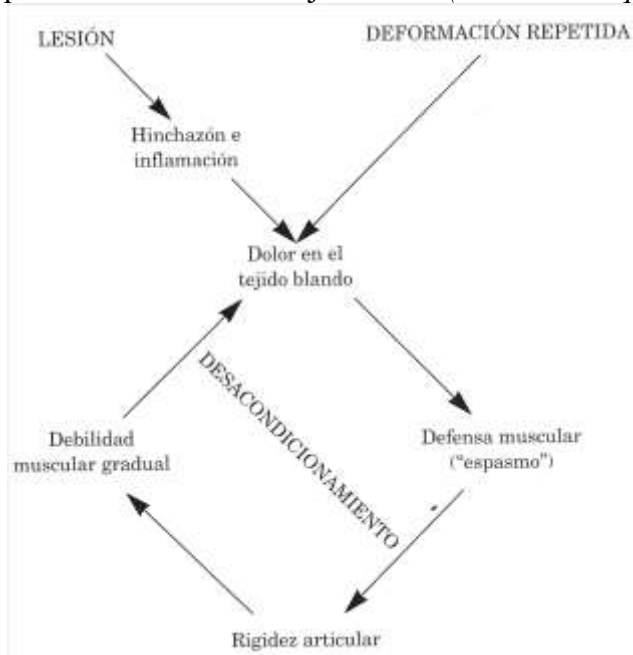 LESIÓN
DEFORMACIÓN REPETIDA
Hinchazón e
inflamación
Dolor en el
tejido blando
DESACONDICIONAMIENTO
Debilidad
muscular gradual
Defensa muscular
("espasmo")
Rigidez articular